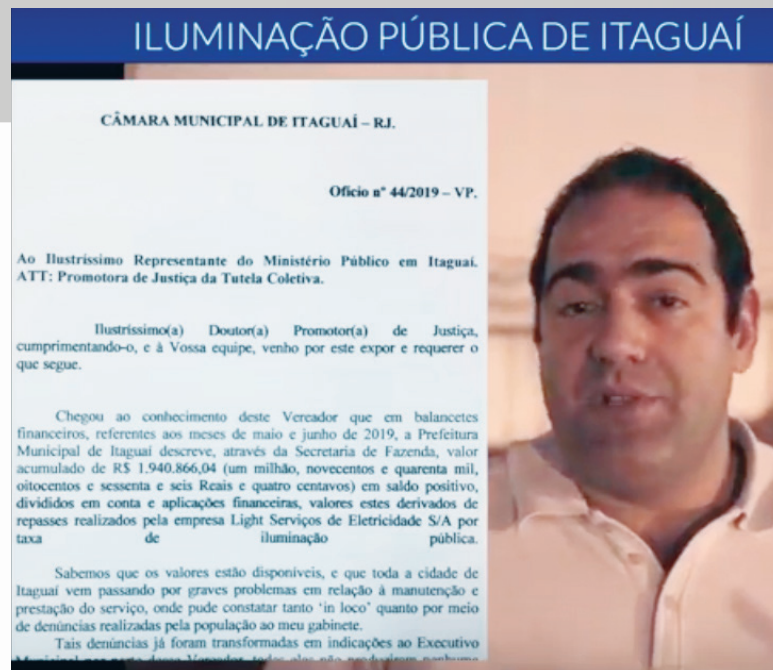 ILUMINAÇÃO PÚBLICA DE ITAGUAÍ
CÂMARA MUNICIPAL DE ITAGUAÍ – RJ.
Oficio n° 44/2019 – VP.
Ao Ilustríssimo Representante do Ministério Público em Itaguaí.
ATT: Promotora de Justiça da Tutela Coletiva.
Ilustríssimo(a) Doutor(a) Promotor(a) de Justiça,
cumprimentando-o, e à Vossa equipe, venho por este expor e requerer o
que segue.
Chegou ao conhecimento deste Vereador que em balancetes
financeiros, referentes aos meses de maio e junho de 2019, a Prefeitura
Municipal de Itaguaí descreve, através da Secretaria de Fazenda, valor
acumulado de R$ 1.940.866,04 (um milhão, novecentos e quarenta mil,
oitocentos e sessenta e seis Reais e quatro centavos) em saldo positivo,
divididos em conta e aplicações financeiras, valores estes derivados de
repasses realizados pela empresa Light Serviços de Eletricidade S/A por
taxa de iluminação pública.
Sabemos que os valores estão disponíveis, e que toda a cidade de
Itaguaí vem passando por graves problemas em relação à manutenção e
prestação do serviço, onde pude constatar tanto 'in loco' quanto por meio
de denúncias realizadas pela população ao meu gabinete.
Tais denúncias já foram transformadas em indicações ao Executivo